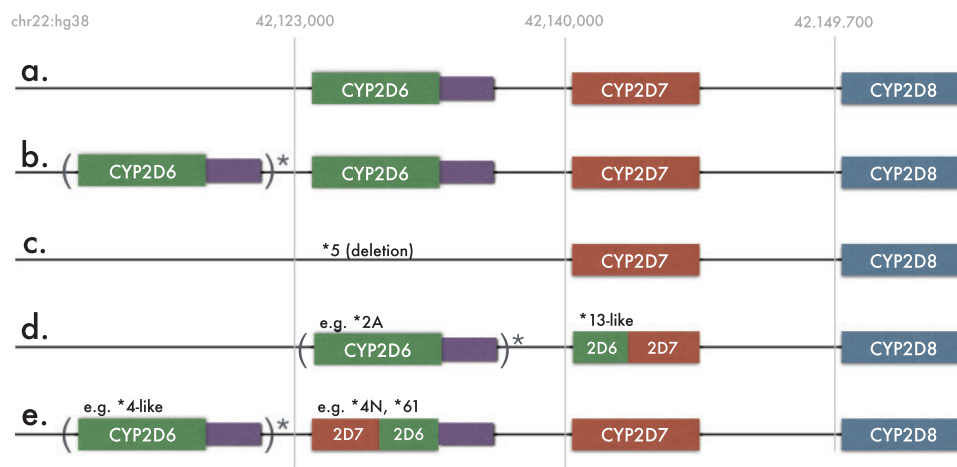 chr22:hg38 42,123,000 42,140,000 42,149,700
a. CYP2D6 CYP2D7 CYP2D8
b. ( CYP2D6 )* CYP2D6 CYP2D7 CYP2D8
c. *5 (deletion) CYP2D7 CYP2D8
e.g. *2A *13-like
d. ( CYP2D6 )* 2D6 2D7 CYP2D8
e.g. *4-like e.g. *4N, *61
e. ( CYP2D6 )* 2D7 2D6 CYP2D7 CYP2D8